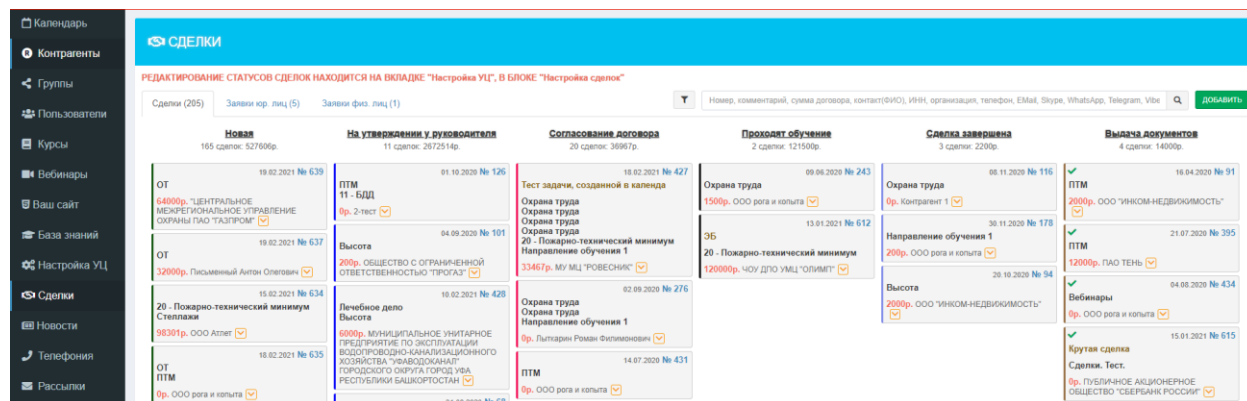 Календарь
Контрагенты
Группы
Пользователи
Курсы
Вебинары
Ваш сайт
База знаний
Настройка УЦ
Сделки
Новости
Телефония
Рассылки
СДЕЛКИ
РЕДАКТИРОВАНИЕ СТАТУСОВ СДЕЛОК НАХОДИТСЯ НА ВКЛАДКЕ "Настройка УЦ", В БЛОКЕ "Настройка сделок"
Сделки (205) Заявки юр. лиц (5) Заявки физ. лиц (1)
Номер, комментарий, сумма договора, контакт(ФИО), ИНН, организация, телефон, EMail, Skype, WhatsApp, Telegram, Vibe
ДОБАВИТЬ
Новая
165 сделок: 527606р.
19.02.2021 № 639
ОТ
64000р. "ЦЕНТРАЛЬНОЕ
МЕЖРЕГИОНАЛЬНОЕ УПРАВЛЕНИЕ
ОХРАНЫ ПАО "ГАЗПРОМ"
19.02.2021 № 637
ОТ
32000р. Письменный Антон Олегович
15.02.2021 № 634
20 - Пожарно-технический минимум
Стеллажи
98301р. ООО Атлет
18.02.2021 № 635
ОТ
ПТМ
0р. ООО рога и копыта
На утверждении у руководителя
11 сделок: 2672514р.
01.10.2020 № 126
ПТМ
11 - БДД
0р. 2-тест
04.09.2020 № 101
Высота
200р. ОБЩЕСТВО С ОГРАНИЧЕННОЙ
ОТВЕТСТВЕННОСТЬЮ "ПРОГАЗ"
10.02.2021 № 428
Лечебное дело
Высота
6000р. МУНИЦИПАЛЬНОЕ УНИТАРНОЕ
ПРЕДПРИЯТИЕ ПО ЭКСПЛУАТАЦИИ
ВОДОПРОВОДНО-КАНАЛИЗАЦИОННОГО
ХОЗЯЙСТВА "УФАВОДОКАНАЛ"
ГОРОДСКОГО ОКРУГА ГОРОД УФА
РЕСПУБЛИКИ БАШКОРТОСТАН
Согласование договора
20 сделок: 36967р.
18.02.2021 № 427
Тест задачи, созданной в календа
Охрана труда
Охрана труда
Охрана труда
Охрана труда
20 - Пожарно-технический минимум
Направление обучения 1
33467р. МУ МЦ "РОВЕСНИК"
02.09.2020 № 276
Охрана труда
Охрана труда
Направление обучения 1
0р. Лыткарин Роман Филимонович
14.07.2020 № 431
ПТМ
0р. ООО рога и копыта
Проходят обучение
2 сделки: 121500р.
09.06.2020 № 243
Охрана труда
1500р. ООО рога и копыта
13.01.2021 № 612
ЭБ
20 - Пожарно-технический минимум
120000р. ЧОУ ДПО УМЦ "ОЛИМП"
Сделка завершена
3 сделки: 2200р.
08.11.2020 № 116
Охрана труда
0р. Контрагент 1
30.11.2020 № 178
Направление обучения 1
200р. ООО рога и копыта
20.10.2020 № 94
Высота
2000р. ООО "ИНКОМ-НЕДВИЖИМОСТЬ"
Выдача документов
4 сделки: 14000р.
16.04.2020 № 91
ПТМ
2000р. ООО "ИНКОМ-НЕДВИЖИМОСТЬ"
21.07.2020 № 395
ПТМ
12000р. ПАО ТЕНЬ
04.08.2020 № 434
Вебинары
0р. ООО рога и копыта
15.01.2021 № 615
Крутая сделка
Сделки. Тест.
0р. ПУБЛИЧНОЕ АКЦИОНЕРНОЕ
ОБЩЕСТВО "СБЕРБАНК РОССИИ"